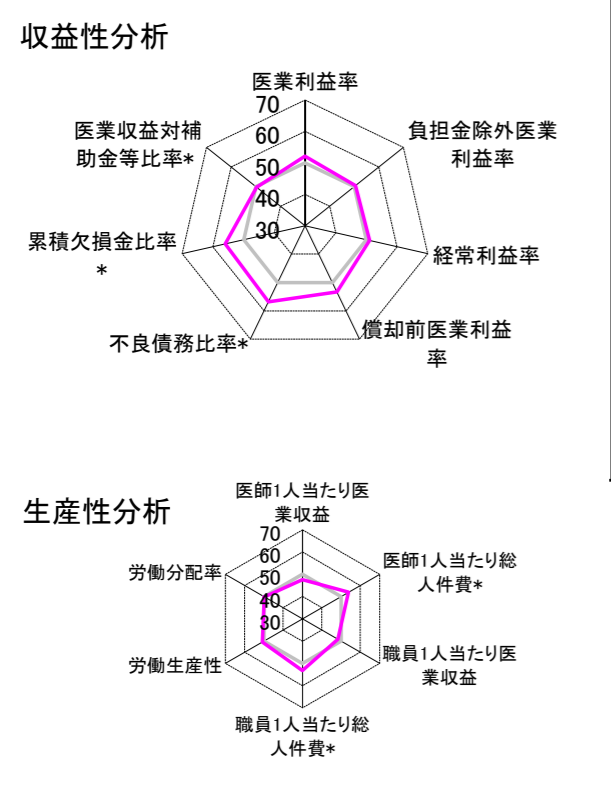 収益性分析
医業利益率
70
60
50
40
30
負担金除外医業
利益率
経常利益率
償却前医業利益
率
不良債務比率*
累積欠損金比率
*
医業収益対補
助金等比率*
生産性分析
医師1人当たり医
業収益
70
60
50
40
30
医師1人当たり総
人件費*
職員1人当たり医
業収益
職員1人当たり総
人件費*
労働生産性
労働分配率